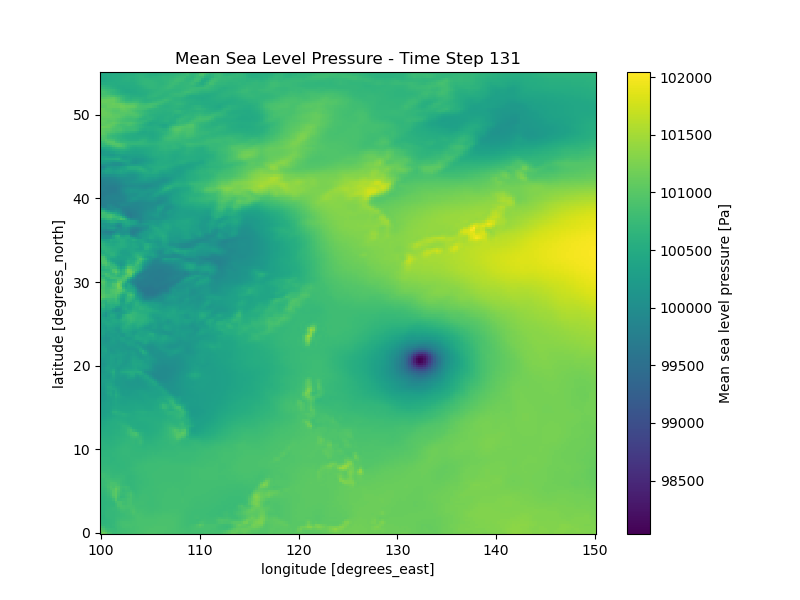 Mean Sea Level Pressure - Time Step 131
50
40
30
20
10
0
100 110 120 130 140 150
longitude [degrees_east]
latitude [degrees_north]
102000
101500
101000
100500
100000
99500
99000
98500
Mean sea level pressure [Pa]